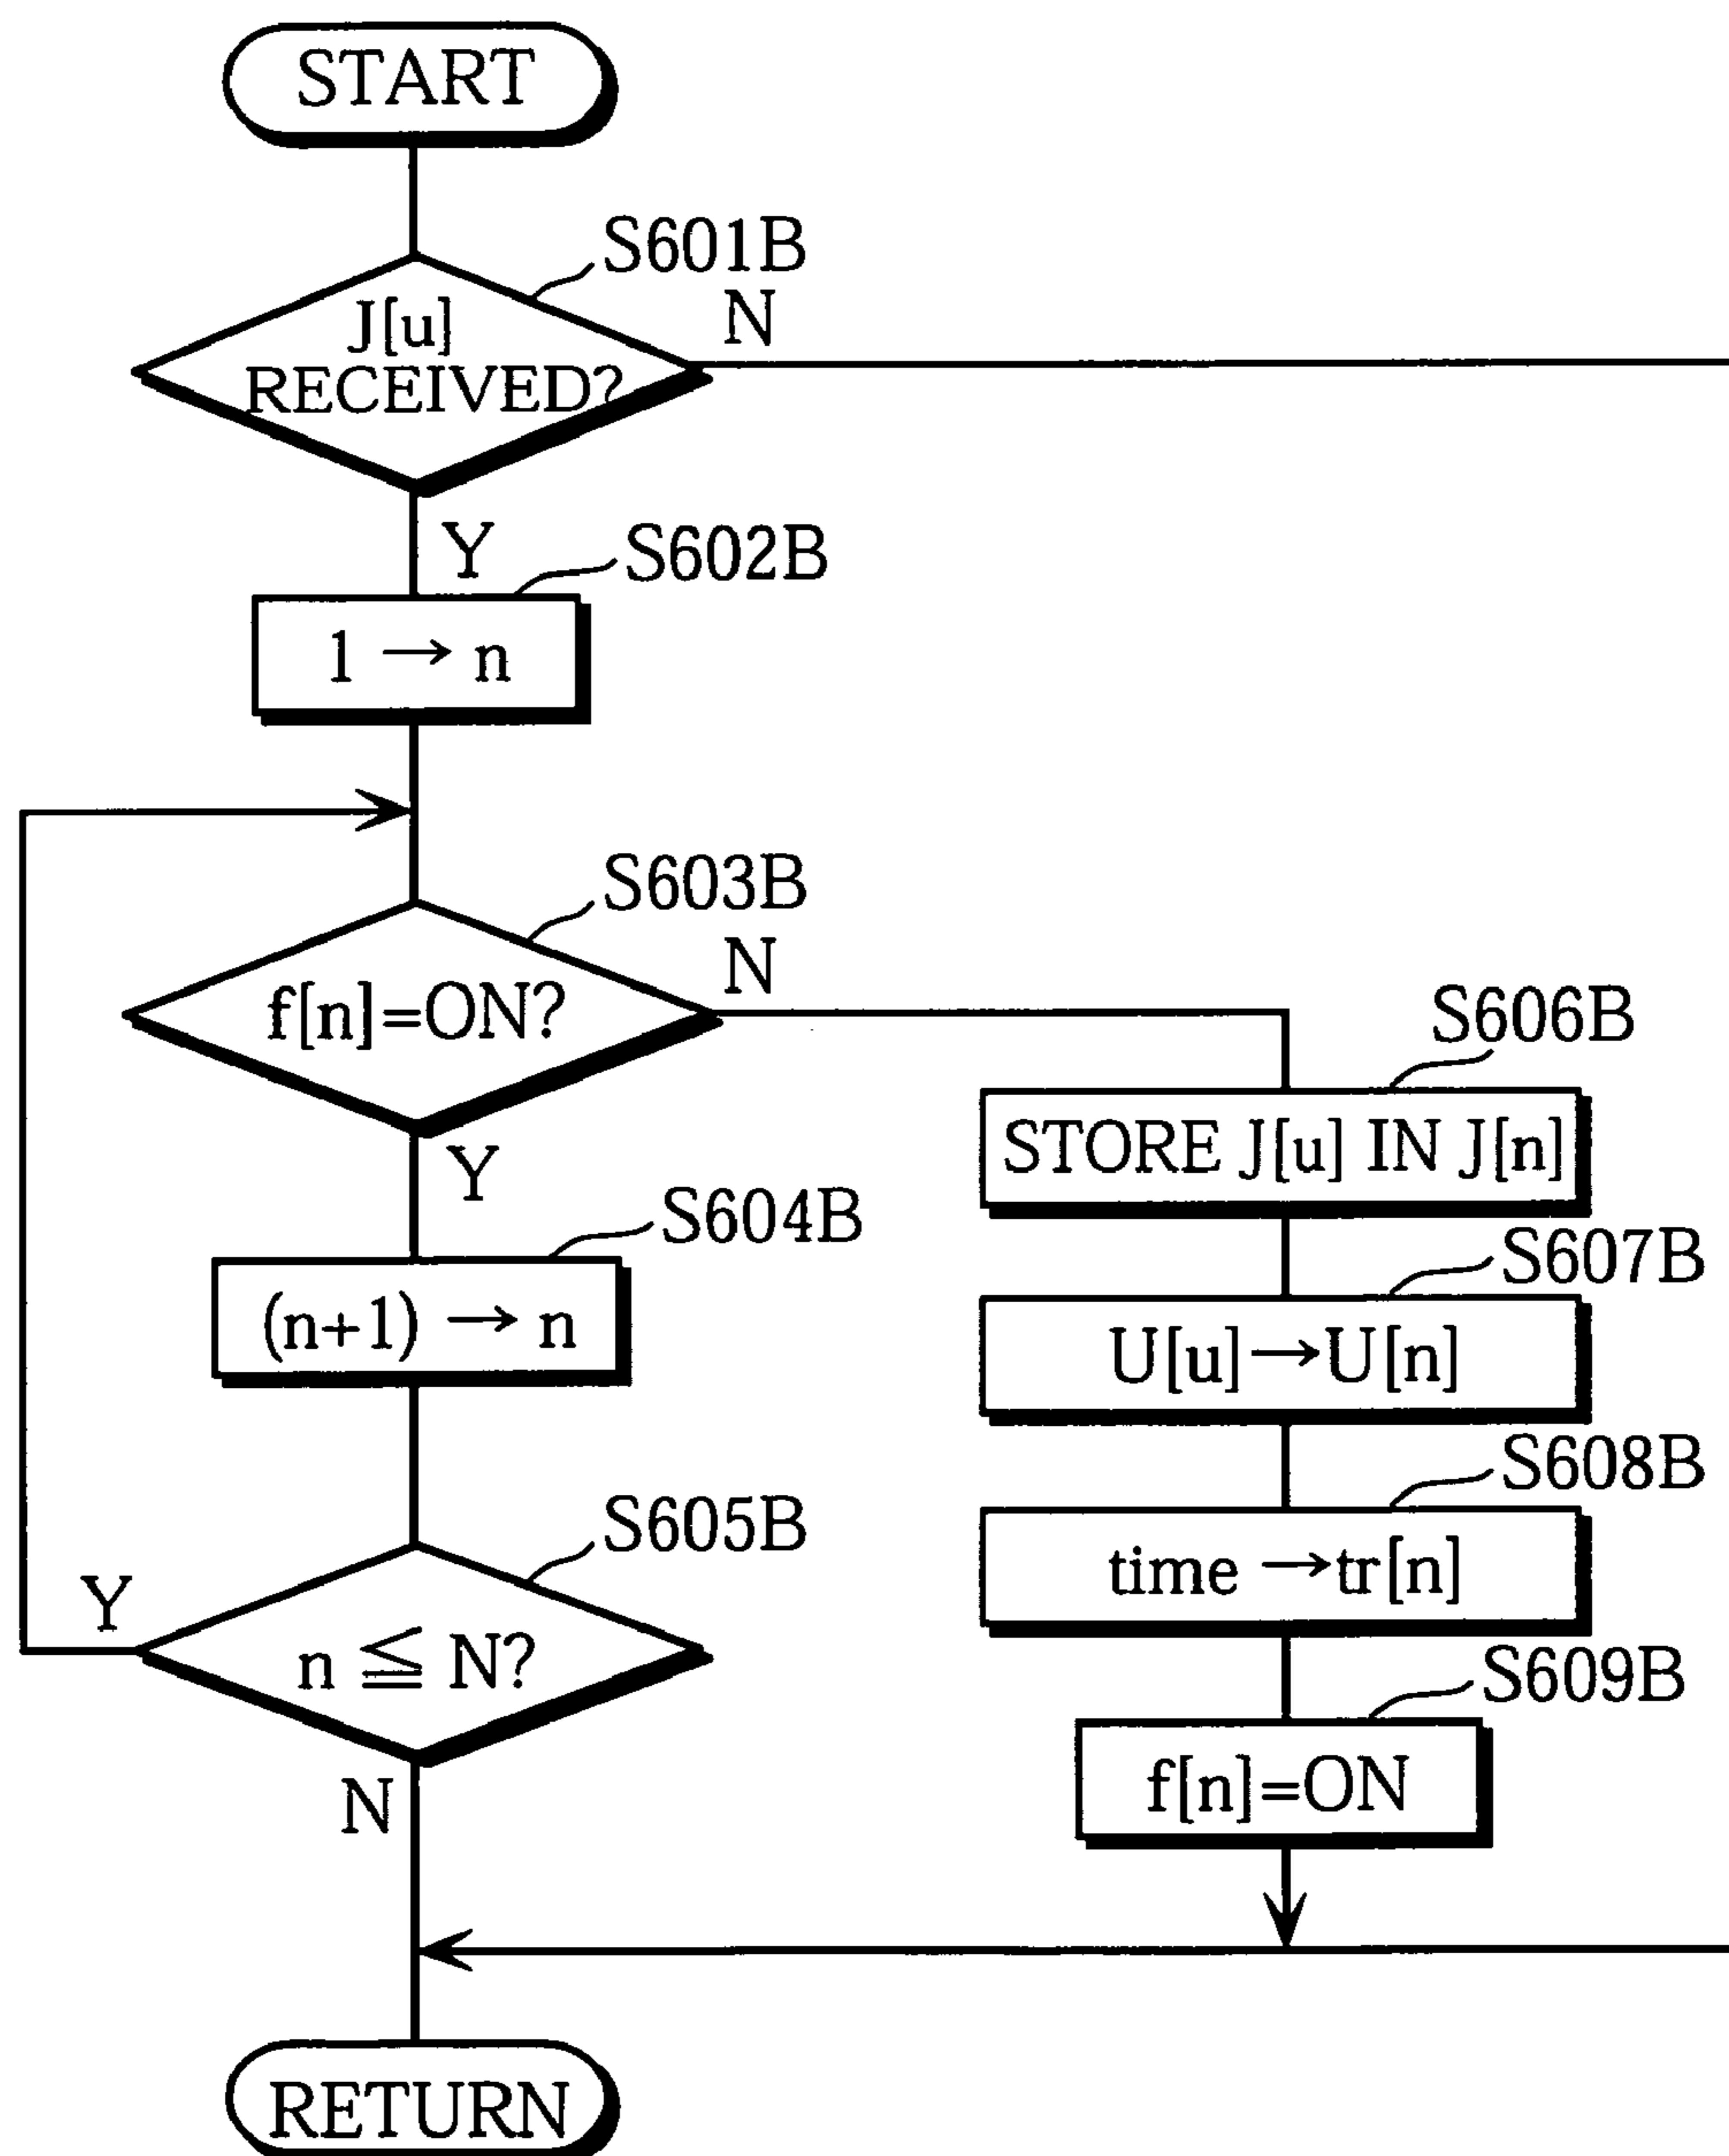 START
S601B
J[u]
RECEIVED?
N
Y
S602B
1 → n
S603B
f[n]=ON?
N
Y
S604B
(n+1) → n
S605B
n ≦ N?
Y
N
S606B
STORE J[u] IN J[n]
S607B
U[u]→U[n]
S608B
time →tr[n]
S609B
f[n]=ON
RETURN